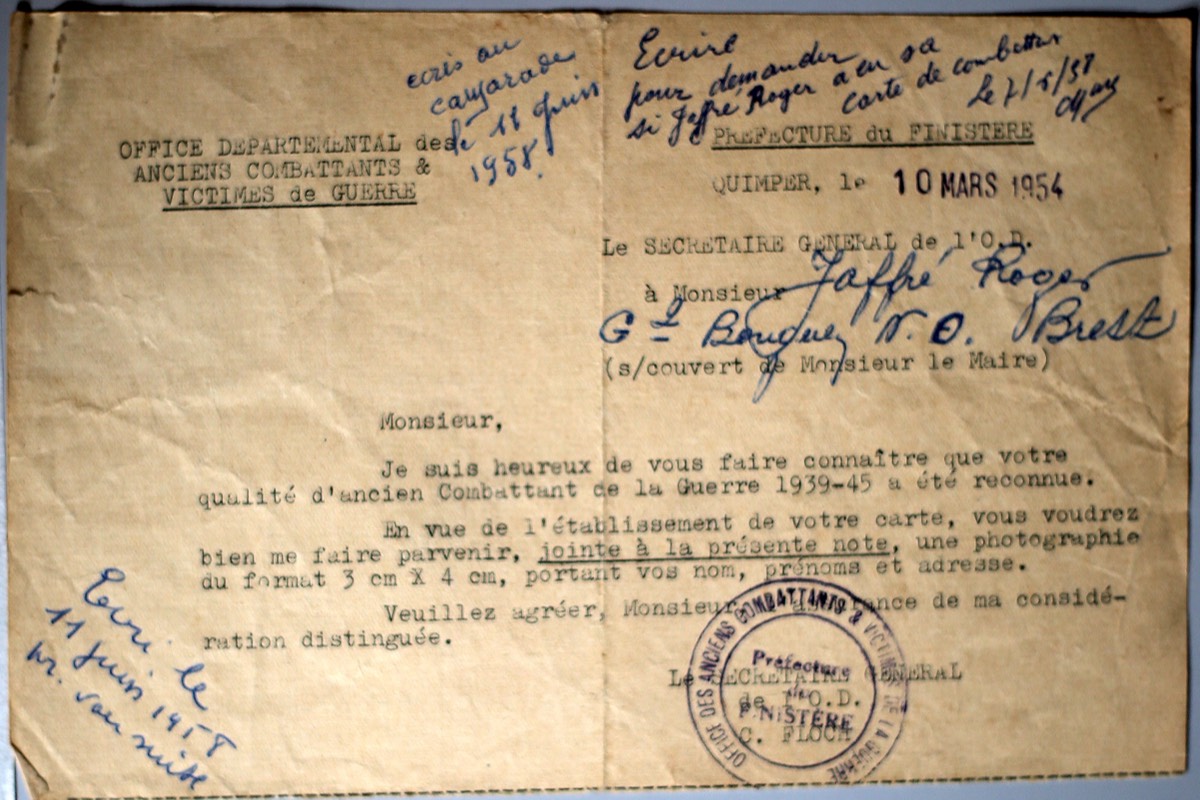 ecris au
camarade
le 11 Juin
1958.
Ecrire
pour demander
si Jaffré Roger a eu sa
carte de combattant
Le 7/6/58
OFFICE DEPARTEMENTAL des
ANCIENS COMBATTANTS &
VICTIMES de GUERRE
PREFECTURE du FINISTERE
QUIMPER, le 10 MARS 1954
Le SECRETAIRE GENERAL de l'O.D.
à Monsieur Jaffré Roger
N.O. Brest
(s/couvert de Monsieur le Maire)
Monsieur,
Je suis heureux de vous faire connaître que votre
qualité d'ancien Combattant de la Guerre 1939-45 a été reconnue.
En vue de l'établissement de votre carte, vous voudrez
bien me faire parvenir, jointe à la présente note, une photographie
du format 3 cm X 4 cm, portant vos nom, prénoms et adresse.
Veuillez agréer, Monsieur, l'assurance de ma considé-
ration distinguée.
Le SECRETAIRE GENERAL
de l'O.D.
C. FLOCH
OFFICE DES ANCIENS COMBATTANTS & VICTIMES DE LA GUERRE
Préfecture
du
FINISTÈRE
Ecri le
11 Juin 1958